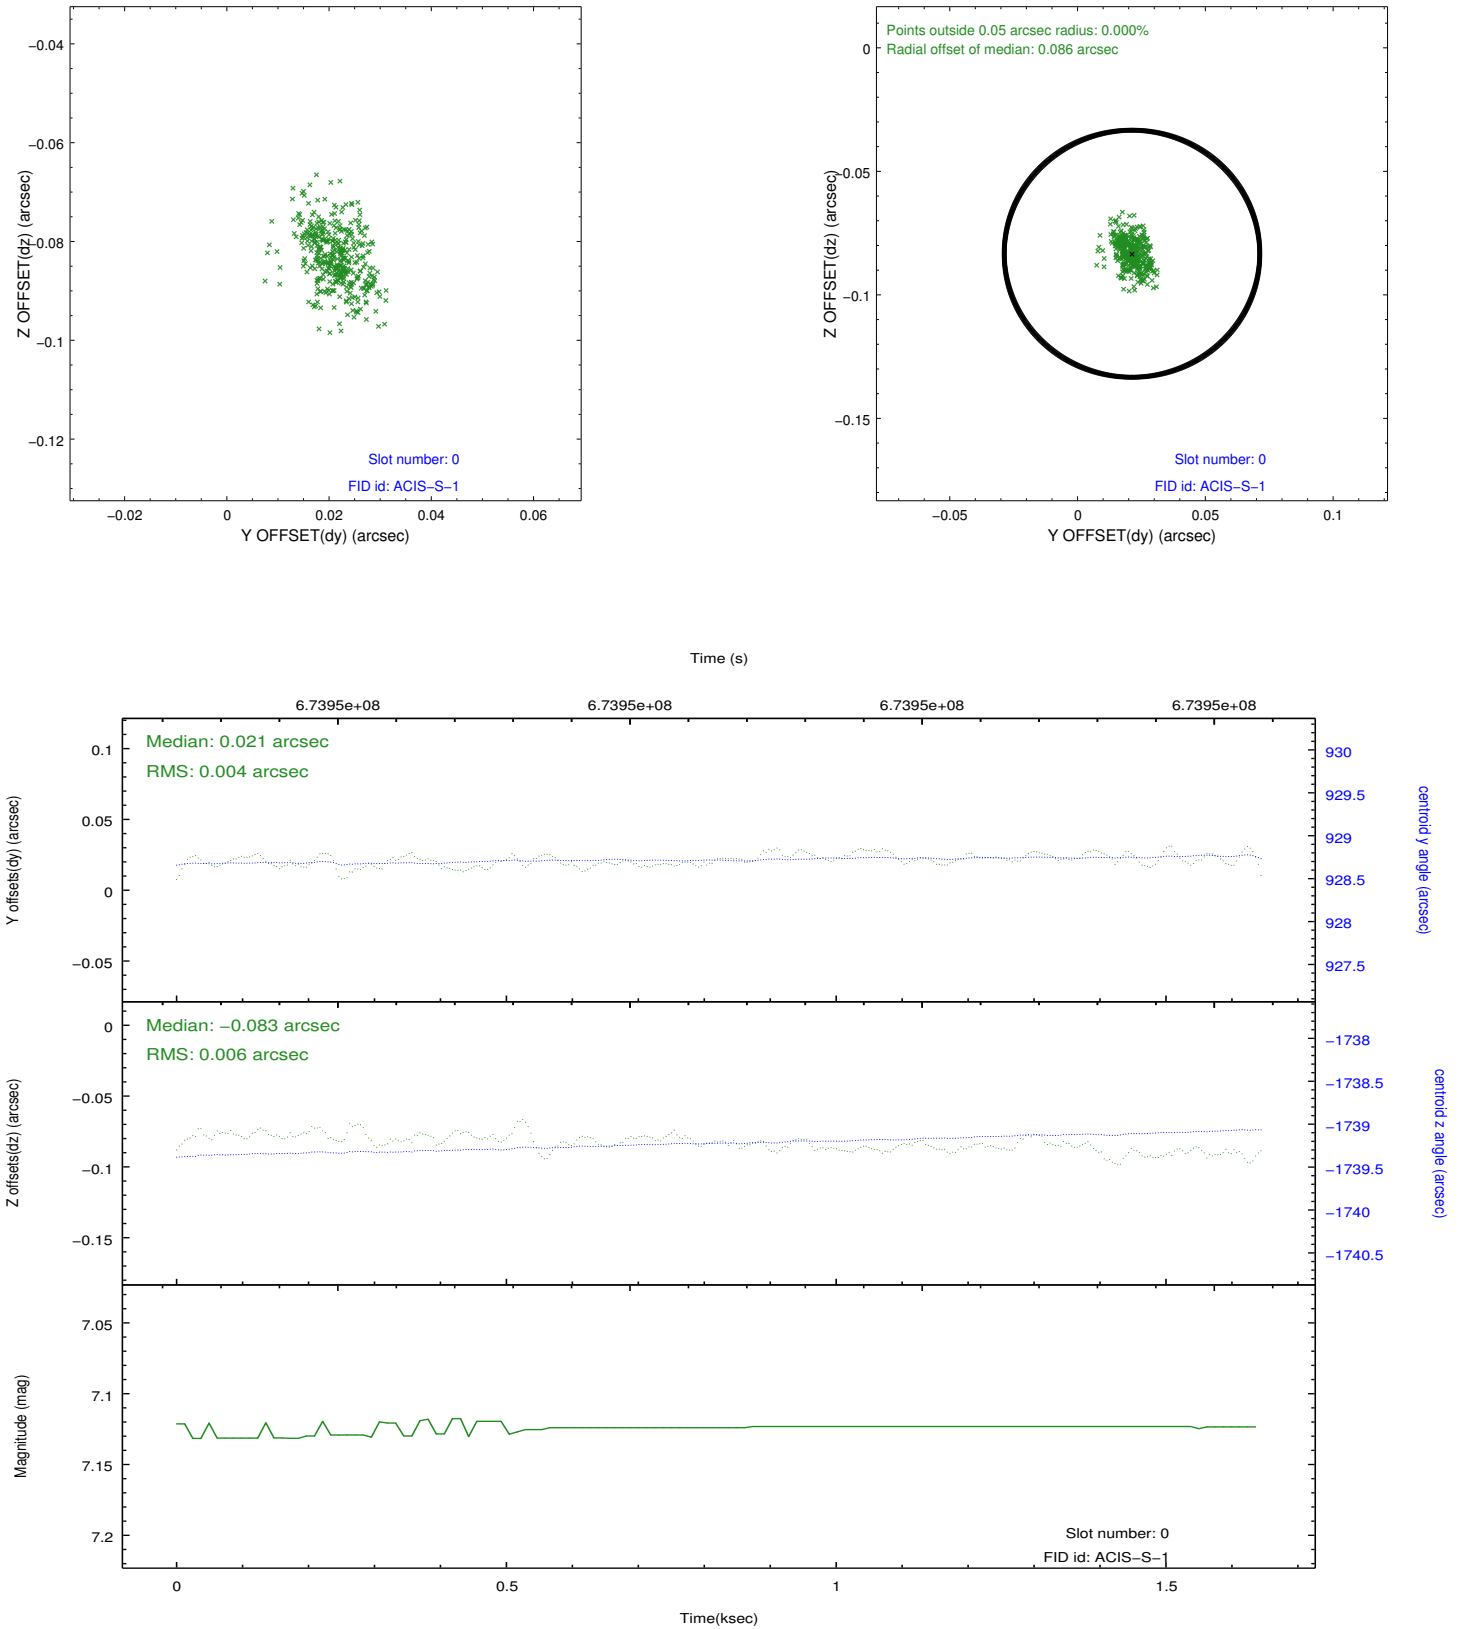 −0.04
−0.06
−0.08
−0.1
−0.12
Z OFFSET(dz) (arcsec)
Slot number: 0
FID id: ACIS−S−1
−0.02
0
0.02
0.04
0.06
Y OFFSET(dy) (arcsec)
Points outside 0.05 arcsec radius: 0.000%
Radial offset of median: 0.086 arcsec
0
−0.05
−0.1
−0.15
Z OFFSET(dz) (arcsec)
Slot number: 0
FID id: ACIS−S−1
−0.05
0
0.05
0.1
Y OFFSET(dy) (arcsec)
Time (s)
6.7395e+08
6.7395e+08
6.7395e+08
6.7395e+08
Median: 0.021 arcsec
RMS: 0.004 arcsec
0.1
0.05
0
−0.05
Y offsets(dy) (arcsec)
930
929.5
929
928.5
928
927.5
centroid y angle (arcsec)
Median: −0.083 arcsec
RMS: 0.006 arcsec
0
−0.05
−0.1
−0.15
Z offsets(dz) (arcsec)
−1738
−1738.5
−1739
−1739.5
−1740
−1740.5
centroid z angle (arcsec)
7.05
7.1
7.15
7.2
Magnitude (mag)
Slot number: 0
FID id: ACIS−S−1
0
0.5
1
1.5
Time(ksec)